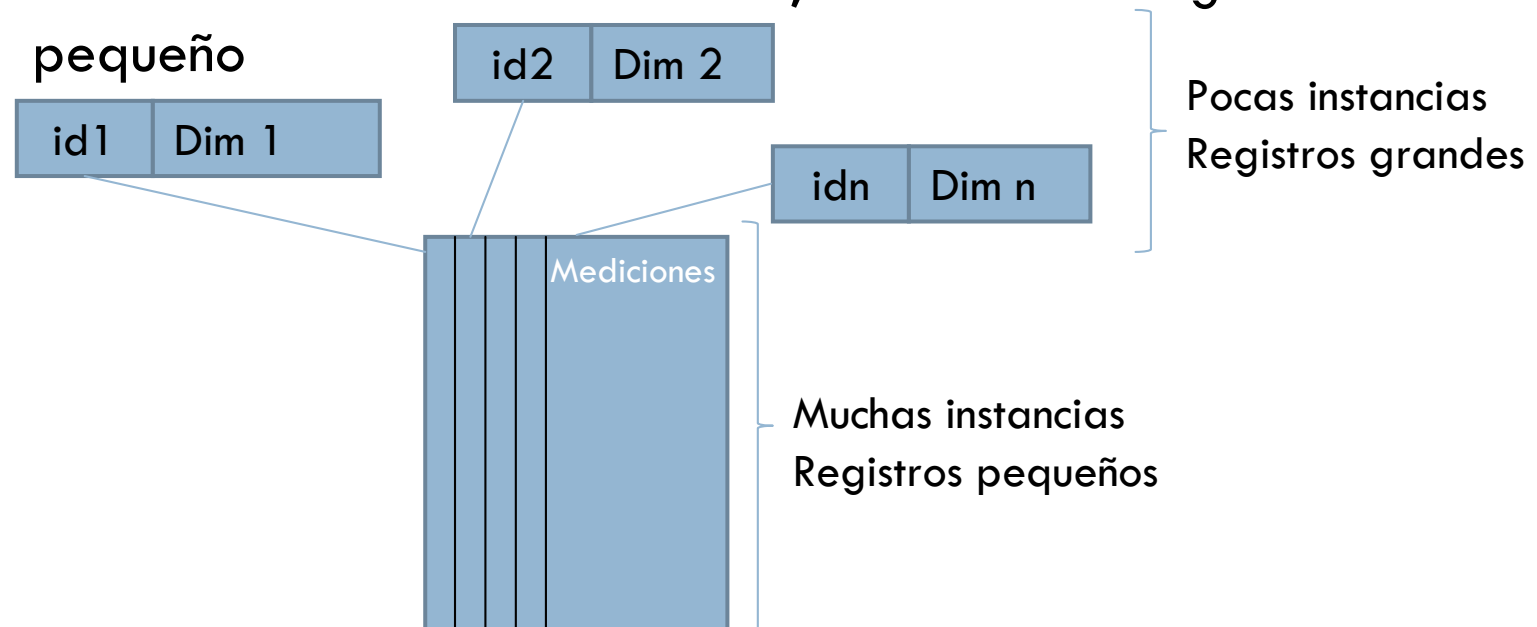 pequeño
id2 Dim 2
id1 Dim 1
Pocas instancias
Registros grandes
idn Dim n
Mediciones
Muchas instancias
Registros pequeños